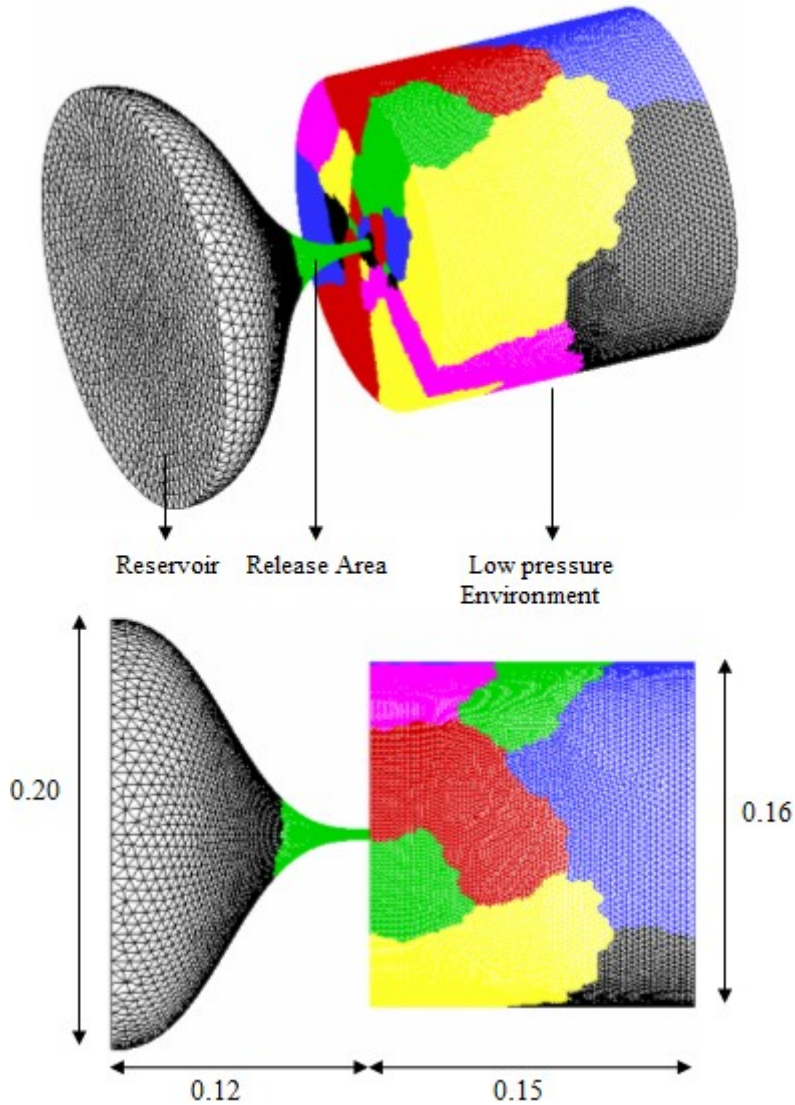 Reservoir
Release Area
Low pressure
Environment
0.20
0.16
0.12
0.15